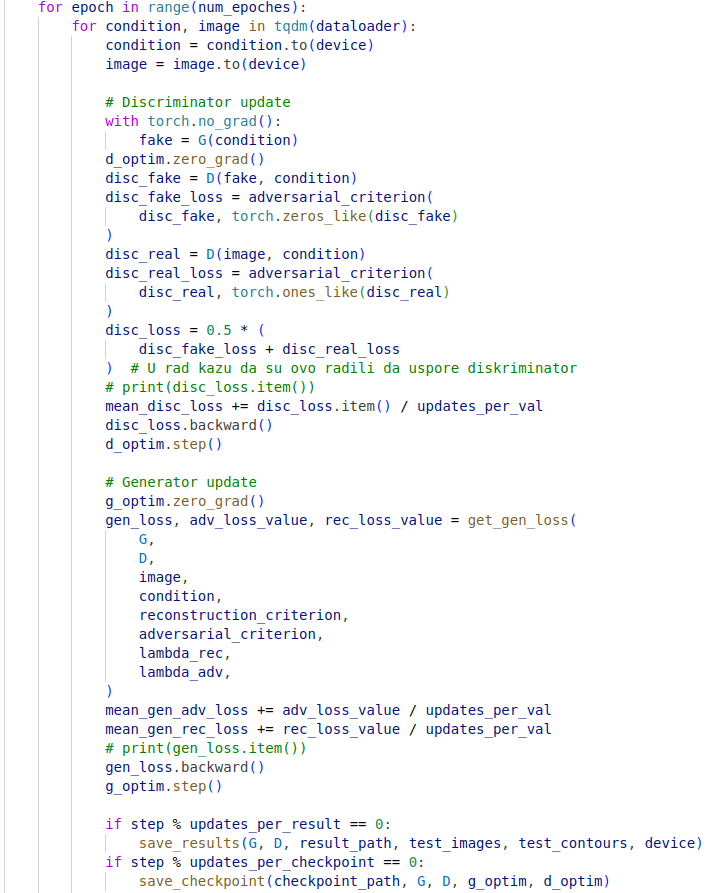 for epoch in range(num_epoches):
for condition, image in tqdm(dataloader):
condition = condition.to(device)
image = image.to(device)
# Discriminator update
with torch.no_grad():
fake = G(condition)
d_optim.zero_grad()
disc_fake = D(fake, condition)
disc_fake_loss = adversarial_criterion(
disc_fake, torch.zeros_like(disc_fake)
)
disc_real = D(image, condition)
disc_real_loss = adversarial_criterion(
disc_real, torch.ones_like(disc_real)
)
disc_loss = 0.5 * (
disc_fake_loss + disc_real_loss
)  # U rad kazu da su ovo radili da uspore diskriminator
# print(disc_loss.item())
mean_disc_loss += disc_loss.item() / updates_per_val
disc_loss.backward()
d_optim.step()
# Generator update
g_optim.zero_grad()
gen_loss, adv_loss_value, rec_loss_value = get_gen_loss(
G,
D,
image,
condition,
reconstruction_criterion,
adversarial_criterion,
lambda_rec,
lambda_adv,
)
mean_gen_adv_loss += adv_loss_value / updates_per_val
mean_gen_rec_loss += rec_loss_value / updates_per_val
# print(gen_loss.item())
gen_loss.backward()
g_optim.step()
if step % updates_per_result == 0:
save_results(G, D, result_path, test_images, test_contours, device)
if step % updates_per_checkpoint == 0:
save_checkpoint(checkpoint_path, G, D, g_optim, d_optim)